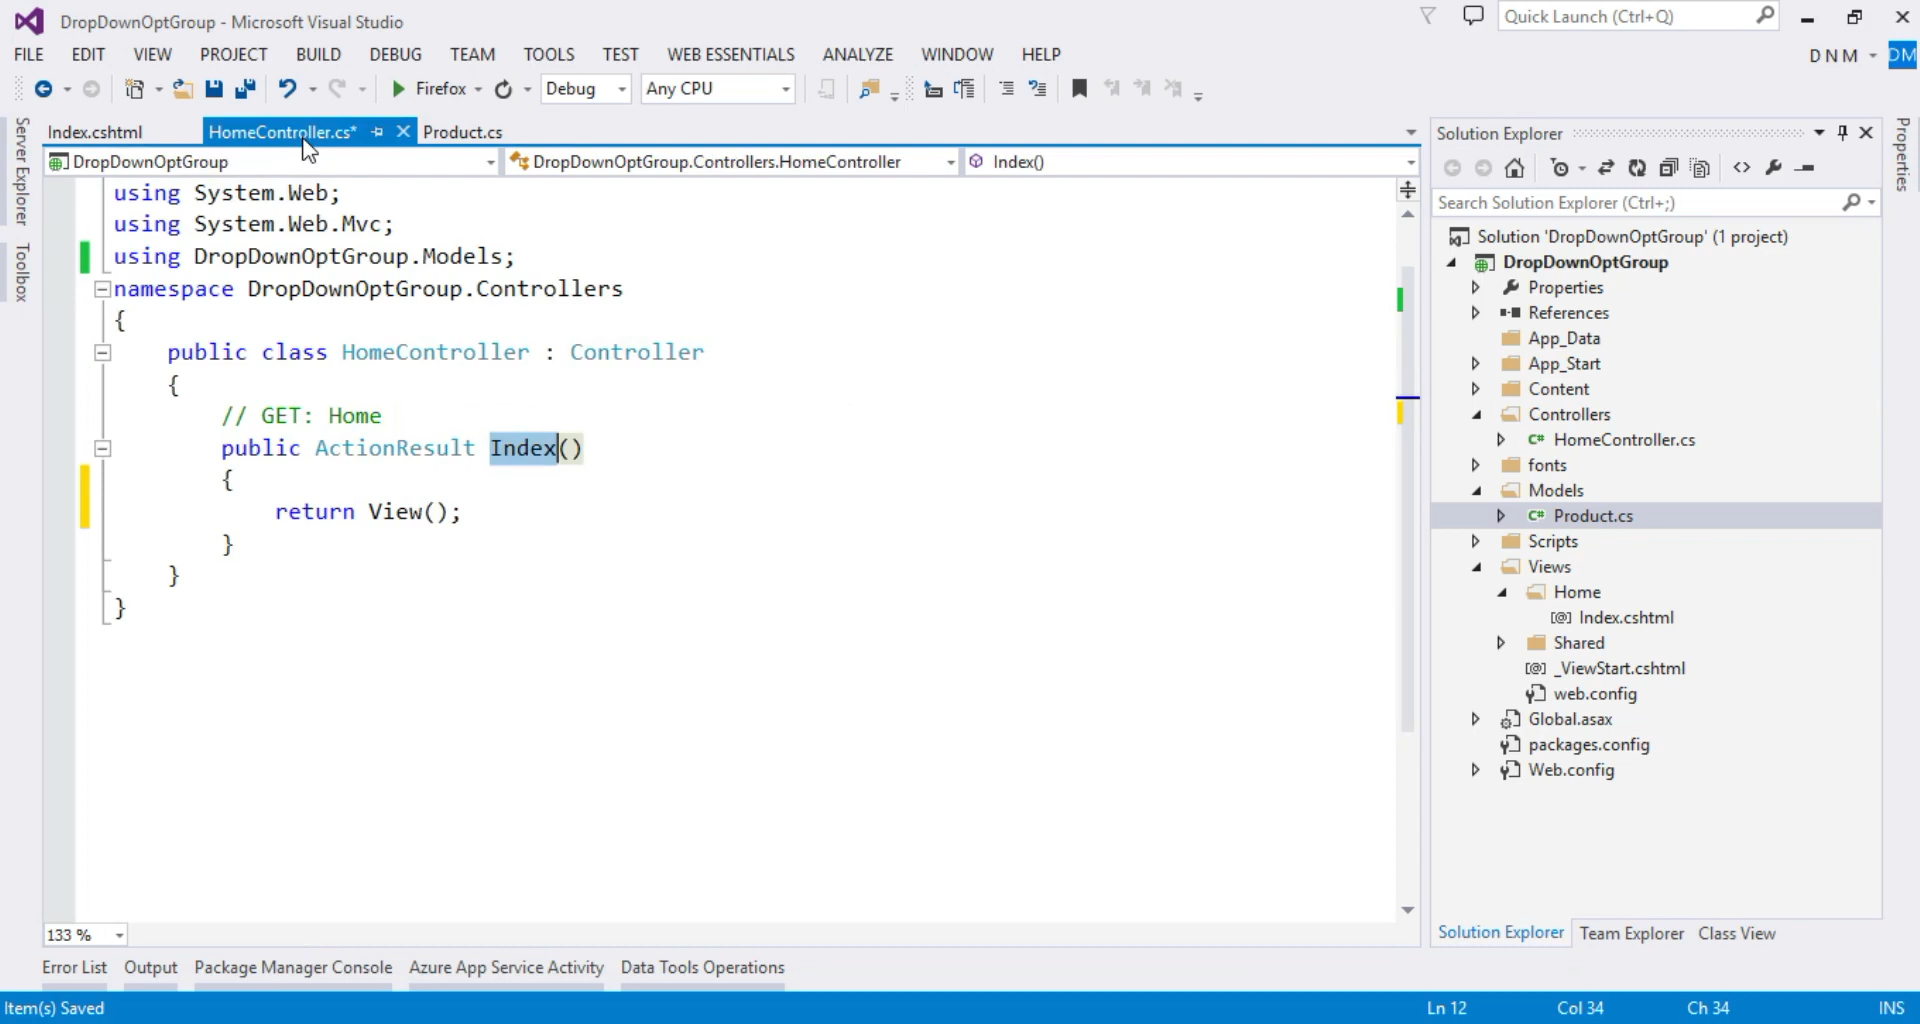 DropDownOptGroup - Microsoft Visual Studio
Quick Launch (Ctrl+Q)
FILE EDIT VIEW PROJECT BUILD DEBUG TEAM TOOLS TEST WEB ESSENTIALS ANALYZE WINDOW HELP
D N M DM
Firefox Debug Any CPU
Server Explorer
Toolbox
Index.cshtml HomeController.cs* Product.cs
DropDownOptGroup DropDownOptGroup.Controllers.HomeController Index()
using System.Web;
using System.Web.Mvc;
using DropDownOptGroup.Models;
namespace DropDownOptGroup.Controllers
{
public class HomeController : Controller
{
// GET: Home
public ActionResult Index()
{
return View();
}
}
}
133 %
Solution Explorer
Search Solution Explorer (Ctrl+;)
Solution 'DropDownOptGroup' (1 project)
DropDownOptGroup
Properties
References
App_Data
App_Start
Content
Controllers
C# HomeController.cs
fonts
Models
C# Product.cs
Scripts
Views
Home
[@] Index.cshtml
Shared
[@] _ViewStart.cshtml
web.config
Global.asax
packages.config
Web.config
Solution Explorer Team Explorer Class View
Properties
Error List Output Package Manager Console Azure App Service Activity Data Tools Operations
Item(s) Saved Ln 12 Col 34 Ch 34 INS